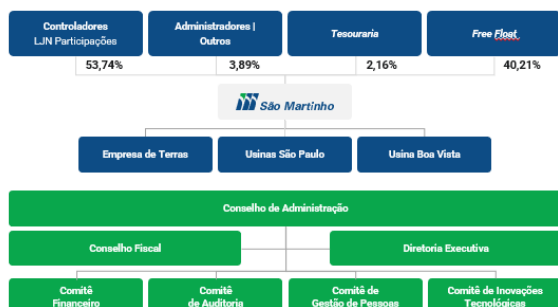 Controladores
LJN Participações
Administradores |
Outros
Tesouraria
Free Float
53,74%
3,89%
2,16%
40,21%
São Martinho
Empresa de Terras
Usinas São Paulo
Usina Boa Vista
Conselho de Administração
Conselho Fiscal
Diretoria Executiva
Comitê
Financeiro
Comitê
de Auditoria
Comitê de
Gestão de Pessoas
Comitê de Inovações
Tecnológicas